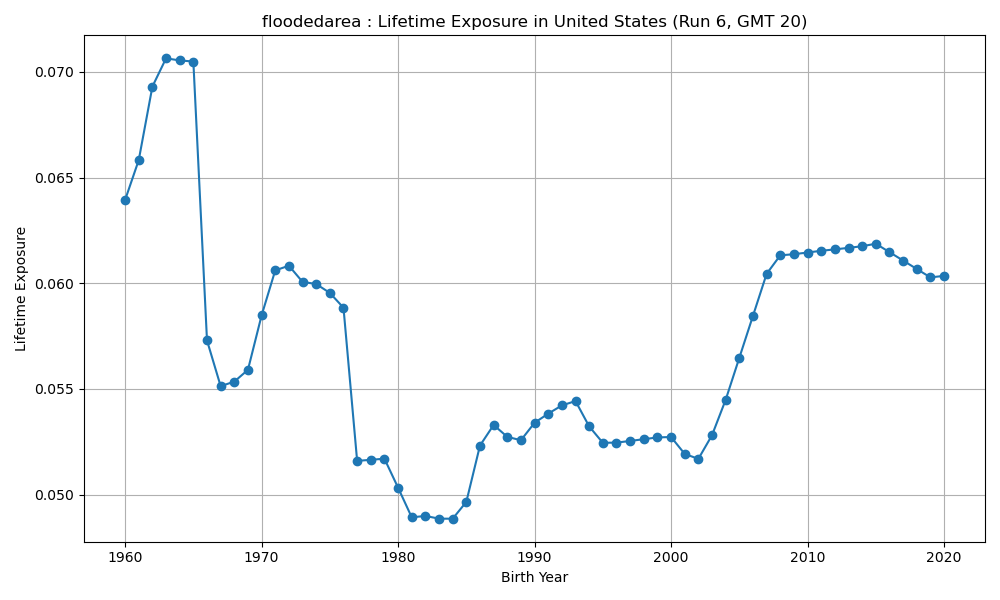 floodedarea : Lifetime Exposure in United States (Run 6, GMT 20)
Lifetime Exposure
0.070
0.065
0.060
0.055
0.050
1960 1970 1980 1990 2000 2010 2020
Birth Year